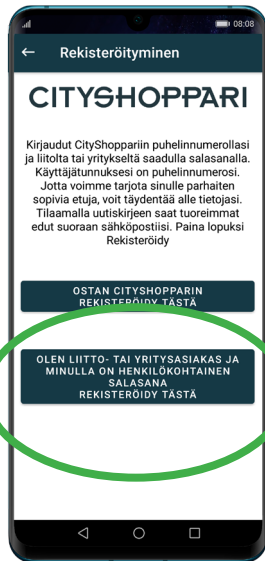 08:08
← Rekisteröityminen
CITYSHOPPARI
Kirjaudut CityShoppariin puhelinnumerollasi
ja liitolta tai yritykseltä saadulla salasanalla.
Käyttäjätunnuksesi on puhelinnumerosi.
Jotta voimme tarjota sinulle parhaiten
sopivia etuja, voit täydentää alle tietojasi.
Tilaamalla uutiskirjeen saat tuoreimmat
edut suoraan sähköpostiisi. Paina lopuksi
Rekisteröidy
OSTAN CITYSHOPPARIN
REKISTERÖIDY TÄSTÄ
OLEN LIITTO- TAI YRITYSASIAKAS JA
MINULLA ON HENKILÖKOHTAINEN
SALASANA
REKISTERÖIDY TÄSTÄ